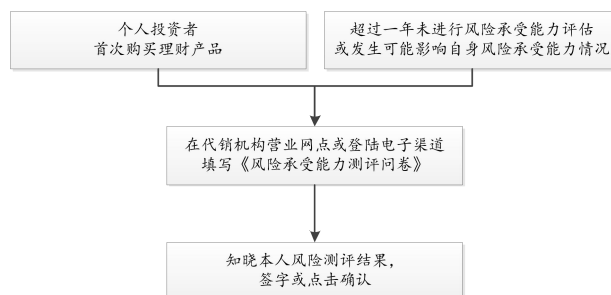 个人投资者
首次购买理财产品
超过一年未进行风险承受能力评估
或发生可能影响自身风险承受能力情况
在代销机构营业网点或登陆电子渠道
填写《风险承受能力测评问卷》
知晓本人风险测评结果，
签字或点击确认